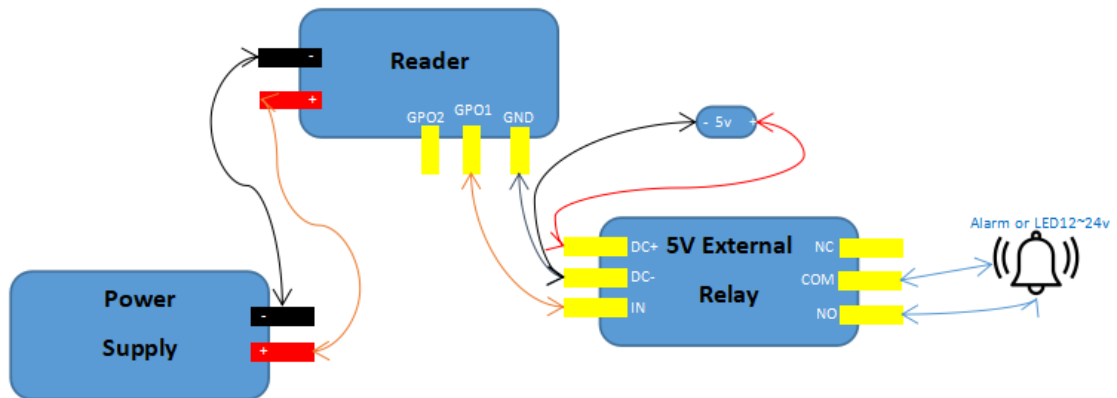 -
Reader
+
GPO2
GPO1
GND
- 5v +
Alarm or LED12~24v
DC+
5V External
NC
DC-
Relay
COM
IN
NO
Power
-
Supply
+